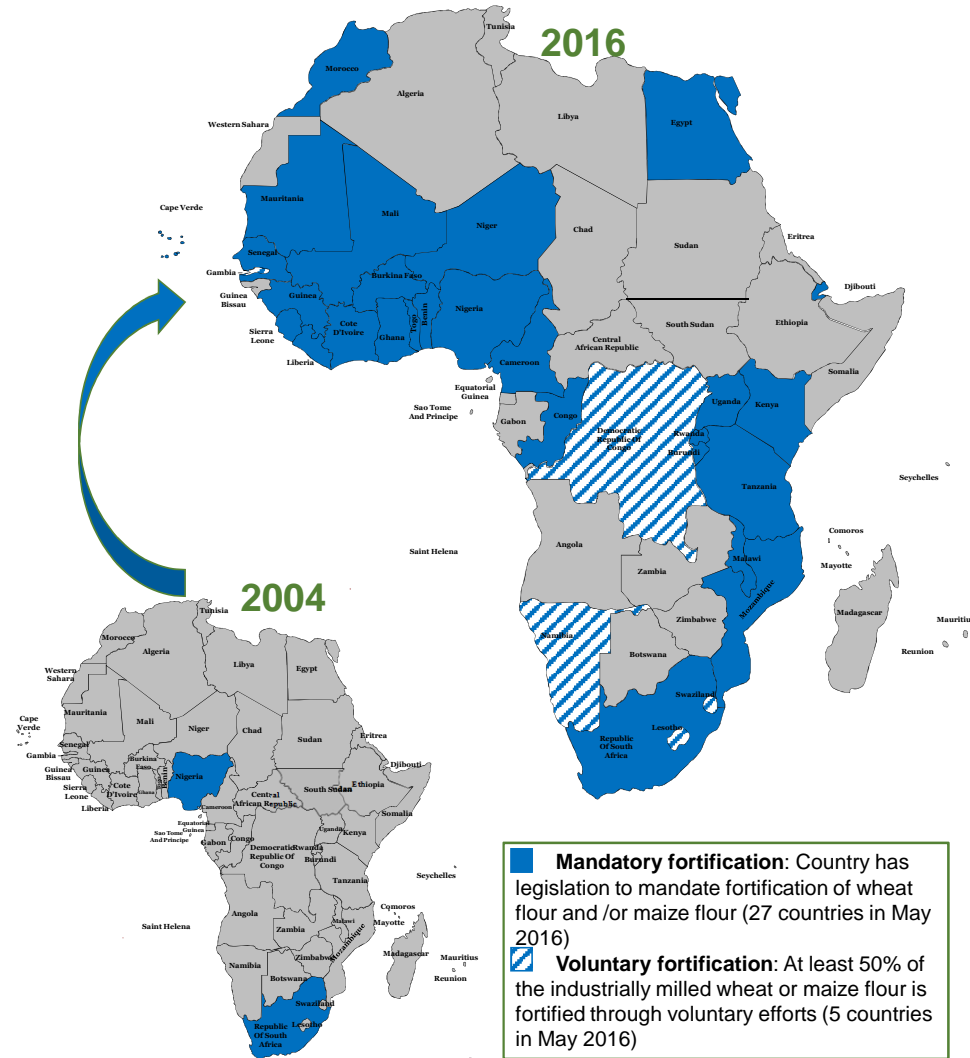 2016
Tunisia
Morocco
Algeria
Libya
Egypt
Western Sahara
Mauritania
Mali
Niger
Cape Verde
Chad
Sudan
Eritrea
Senegal
Gambia
Burkina Faso
Djibouti
Guinea
Bissau
Guinea
Nigeria
Togo
Benin
Cote
D'Ivoire
Ghana
South Sudan
Ethiopia
Sierra
Leone
Liberia
Central
African Republic
Cameroon
Somalia
Equatorial
Guinea
Uganda
Kenya
Sao Tome
And Principe
Gabon
Congo
Democratic
Republic Of
Congo
Rwanda
Burundi
Seychelles
Tanzania
Comoros
Saint Helena
Angola
Malawi
Mayotte
Zambia
Mozambique
Madagascar
Zimbabwe
Mauritius
Namibia
Botswana
Reunion
Swaziland
Lesotho
Republic
Of South
Africa
2004
Tunisia
Morocco
Algeria
Libya
Egypt
Western
Sahara
Mauritania
Mali
Niger
Cape
Verde
Chad
Sudan
Eritrea
Senegal
Gambia
Burkina
Faso
Djibouti
Guinea
Bissau
Guinea
Nigeria
Togo
Benin
Sierra
Leone
Cote
D'Ivoire
Ghana
Liberia
Central
African Republic
South Sudan
Ethiopia
Cameroon
Somalia
Equatorial
Guinea
Sao Tome
And Principe
Gabon
Congo
Uganda
Kenya
Democratic
Republic Of
Congo
Rwanda
Burundi
Tanzania
Seychelles
Comoros
Mayotte
Saint Helena
Angola
Malawi
Zambia
Mozambique
Madagascar
Mauritius
Reunion
Zimbabwe
Namibia
Botswana
Swaziland
Lesotho
Republic
Of South
Africa
Mandatory fortification: Country has
legislation to mandate fortification of wheat
flour and /or maize flour (27 countries in May
2016)
Voluntary fortification: At least 50% of
the industrially milled wheat or maize flour is
fortified through voluntary efforts (5 countries
in May 2016)